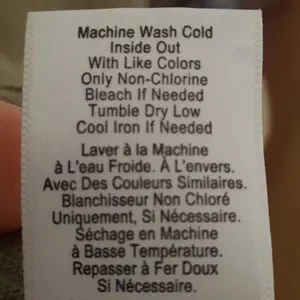 Machine Wash Cold
Inside Out
With Like Colors
Only Non-Chlorine
Bleach If Needed
Tumble Dry Low
Cool Iron If Needed
Laver à la Machine
à L'eau Froide. À L'envers.
Avec Des Couleurs Similaires.
Blanchisseur Non Chloré
Uniquement, Si Nécessaire.
Séchage en Machine
à Basse Température.
Repasser à Fer Doux
Si Nécessaire.